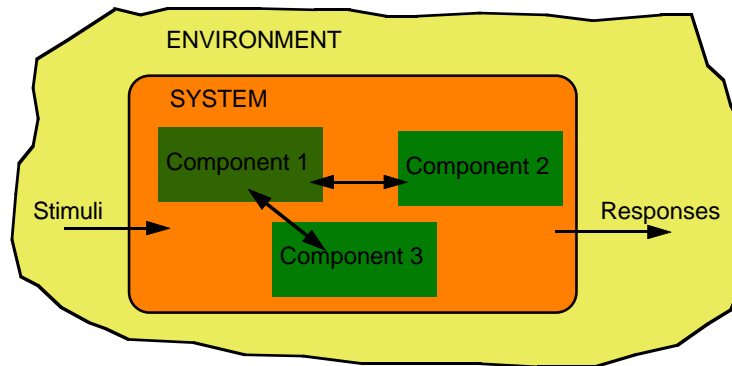 ENVIRONMENT
SYSTEM
Component 1
Component 2
Stimuli
Responses
Component 3